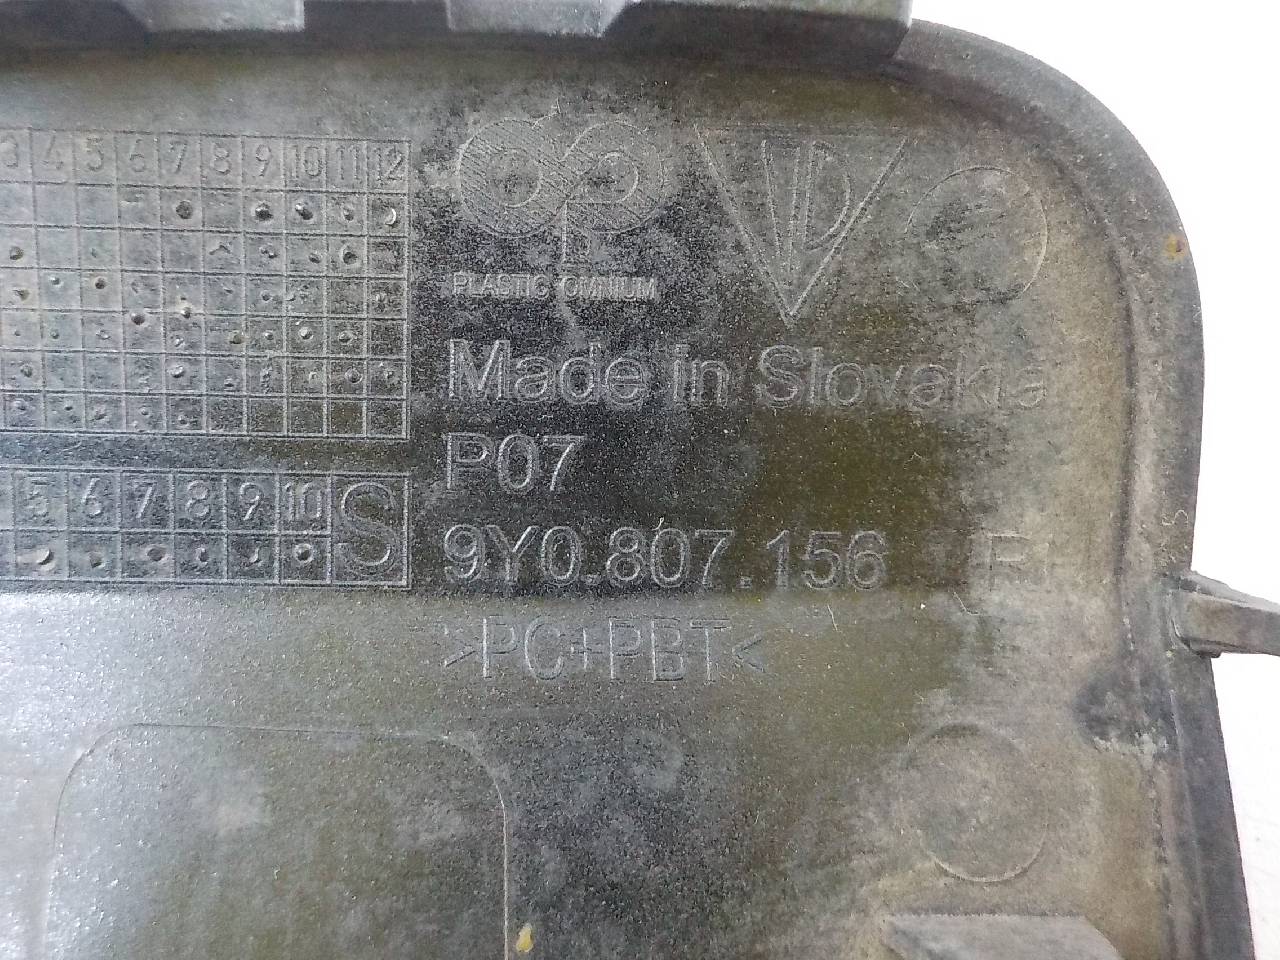 3 4 5 6 7 8 9 10 11 12
PLASTIC OMNIUM
Made in Slovakia
P07
5 6 7 8 9 10 S
9Y0.807.156 F
>PC+PBT<